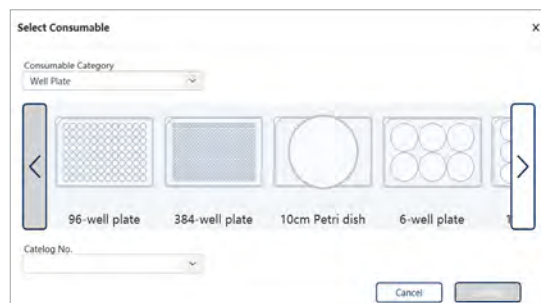 Select Consumable
Consumable Category
Well Plate
96-well plate
384-well plate
10cm Petri dish
6-well plate
1
Catelog No.
Cancel